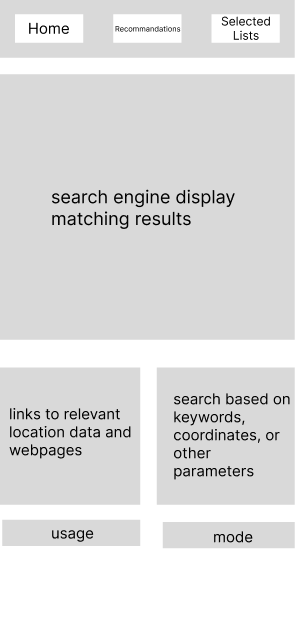 Home
Recommandations
Selected
Lists
search engine display
matching results
links to relevant
location data and
webpages
search based on
keywords,
coordinates, or
other
parameters
usage
mode